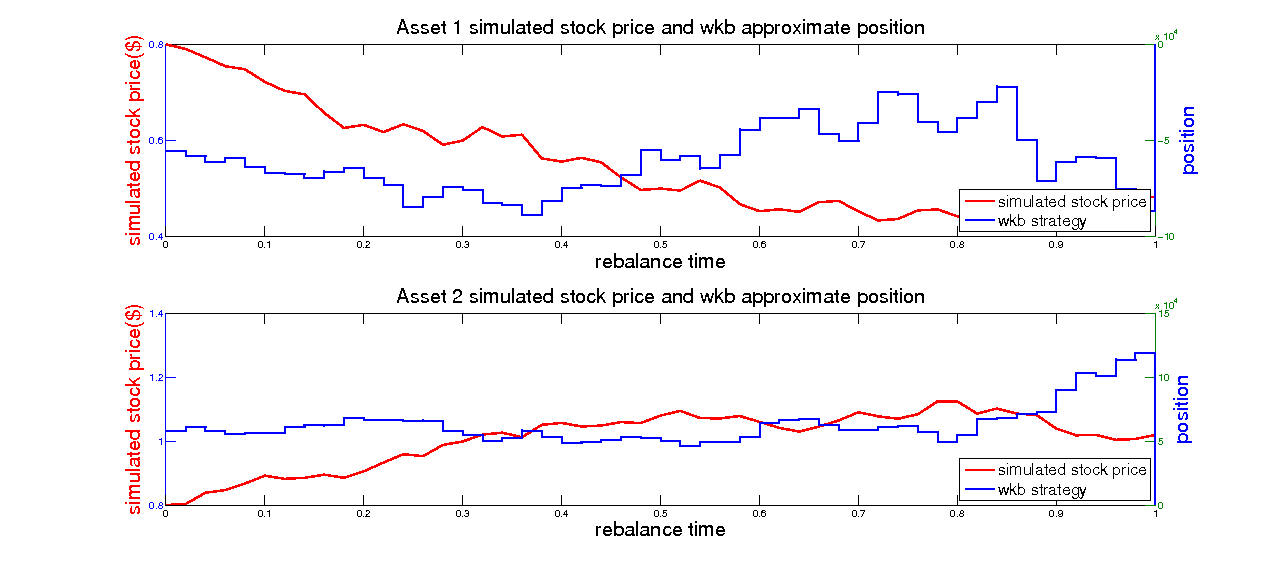 Asset 1 simulated stock price and wkb approximate position
x 10^4
simulated stock price($)
0.8
0.6
0.4
0
-5
-10
position
simulated stock price
wkb strategy
0 0.1 0.2 0.3 0.4 0.5 0.6 0.7 0.8 0.9 1
rebalance time
Asset 2 simulated stock price and wkb approximate position
x 10^4
simulated stock price($)
1.4
1.2
1
0.8
15
10
5
0
position
simulated stock price
wkb strategy
0 0.1 0.2 0.3 0.4 0.5 0.6 0.7 0.8 0.9 1
rebalance time